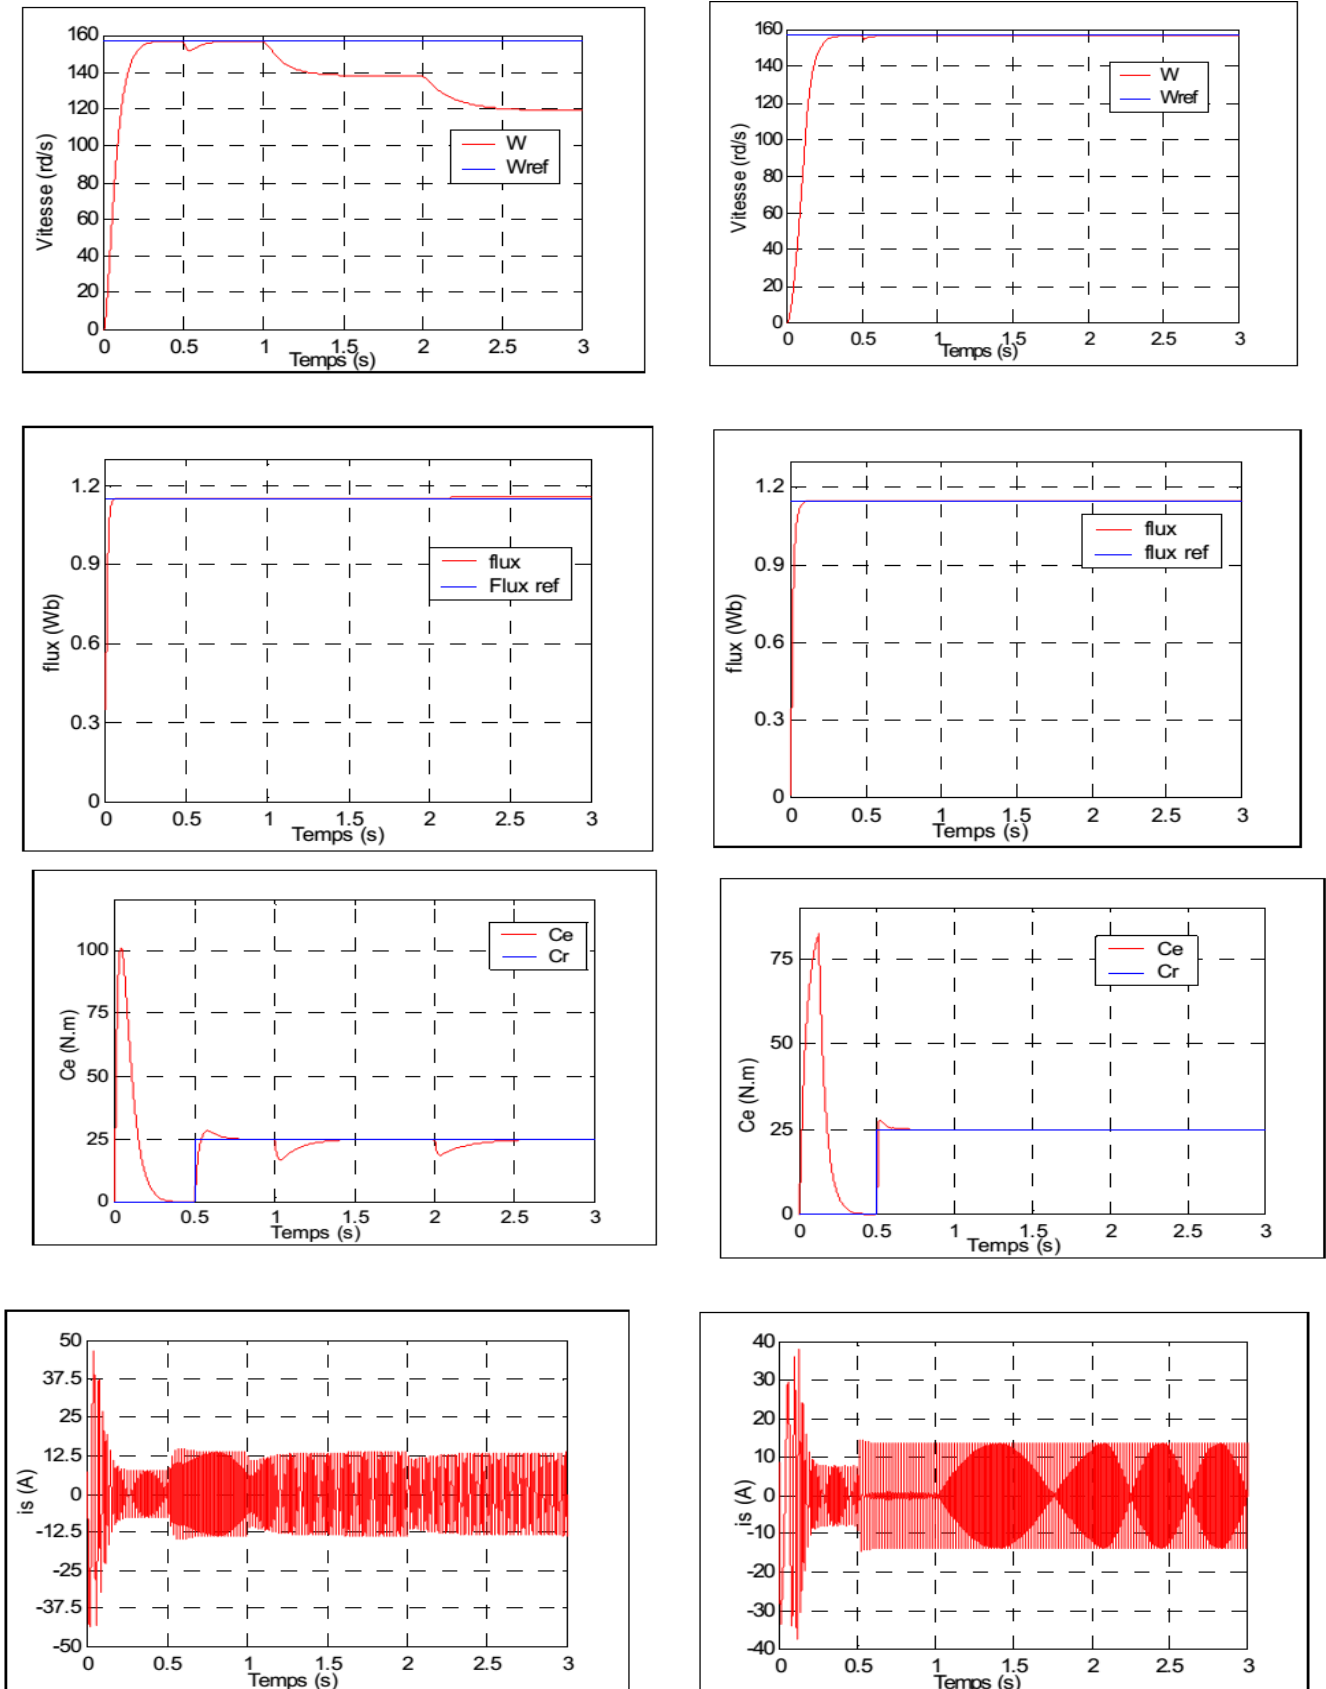 160
140
120
100
80
60
40
20
0
Vitesse (rd/s)
W
Wref
0 0.5 1 1.5 2 2.5 3
Temps (s)
160
140
120
100
80
60
40
20
0
Vitesse (rd/s)
W
Wref
0 0.5 1 1.5 2 2.5 3
Temps (s)
1.2
0.9
0.6
0.3
0
flux (Wb)
flux
Flux ref
0 0.5 1 1.5 2 2.5 3
Temps (s)
1.2
0.9
0.6
0.3
0
flux (Wb)
flux
flux ref
0 0.5 1 1.5 2 2.5 3
Temps (s)
100
75
50
25
0
Ce (N.m)
Ce
Cr
0 0.5 1 1.5 2 2.5 3
Temps (s)
75
50
25
0
Ce (N.m)
Ce
Cr
0 0.5 1 1.5 2 2.5 3
Temps (s)
50
37.5
25
12.5
0
-12.5
-25
-37.5
-50
is (A)
0 0.5 1 1.5 2 2.5 3
Temps (s)
40
30
20
10
0
-10
-20
-30
-40
is (A)
0 0.5 1 1.5 2 2.5 3
Temps (s)